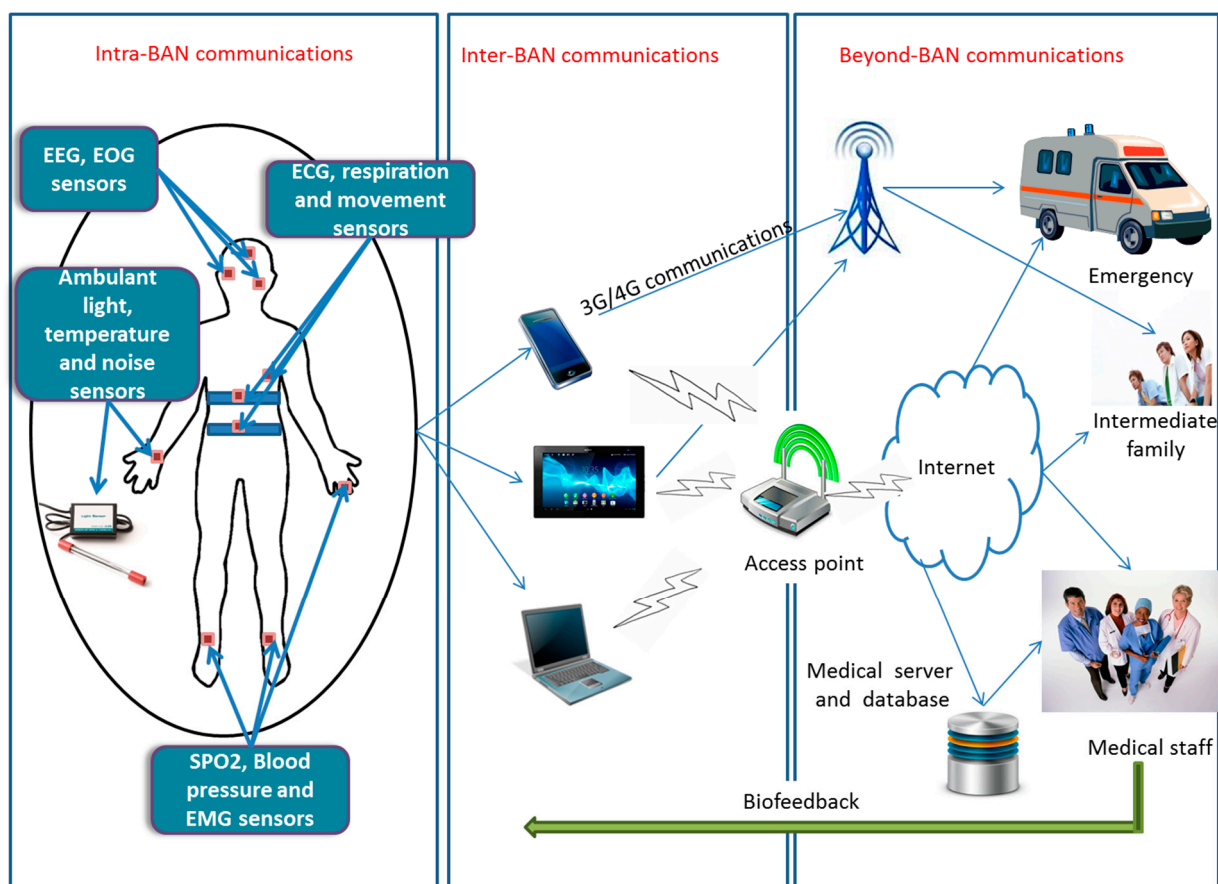 Intra-BAN communications
Inter-BAN communications
Beyond-BAN communications
EEG, EOG
sensors
ECG, respiration
and movement
sensors
Ambulant
light,
temperature
and noise
sensors
SPO2, Blood
pressure and
EMG sensors
3G/4G communications
Access point
Emergency
Intermediate
family
Internet
Medical server
and database
Medical staff
Biofeedback
Light Sensor